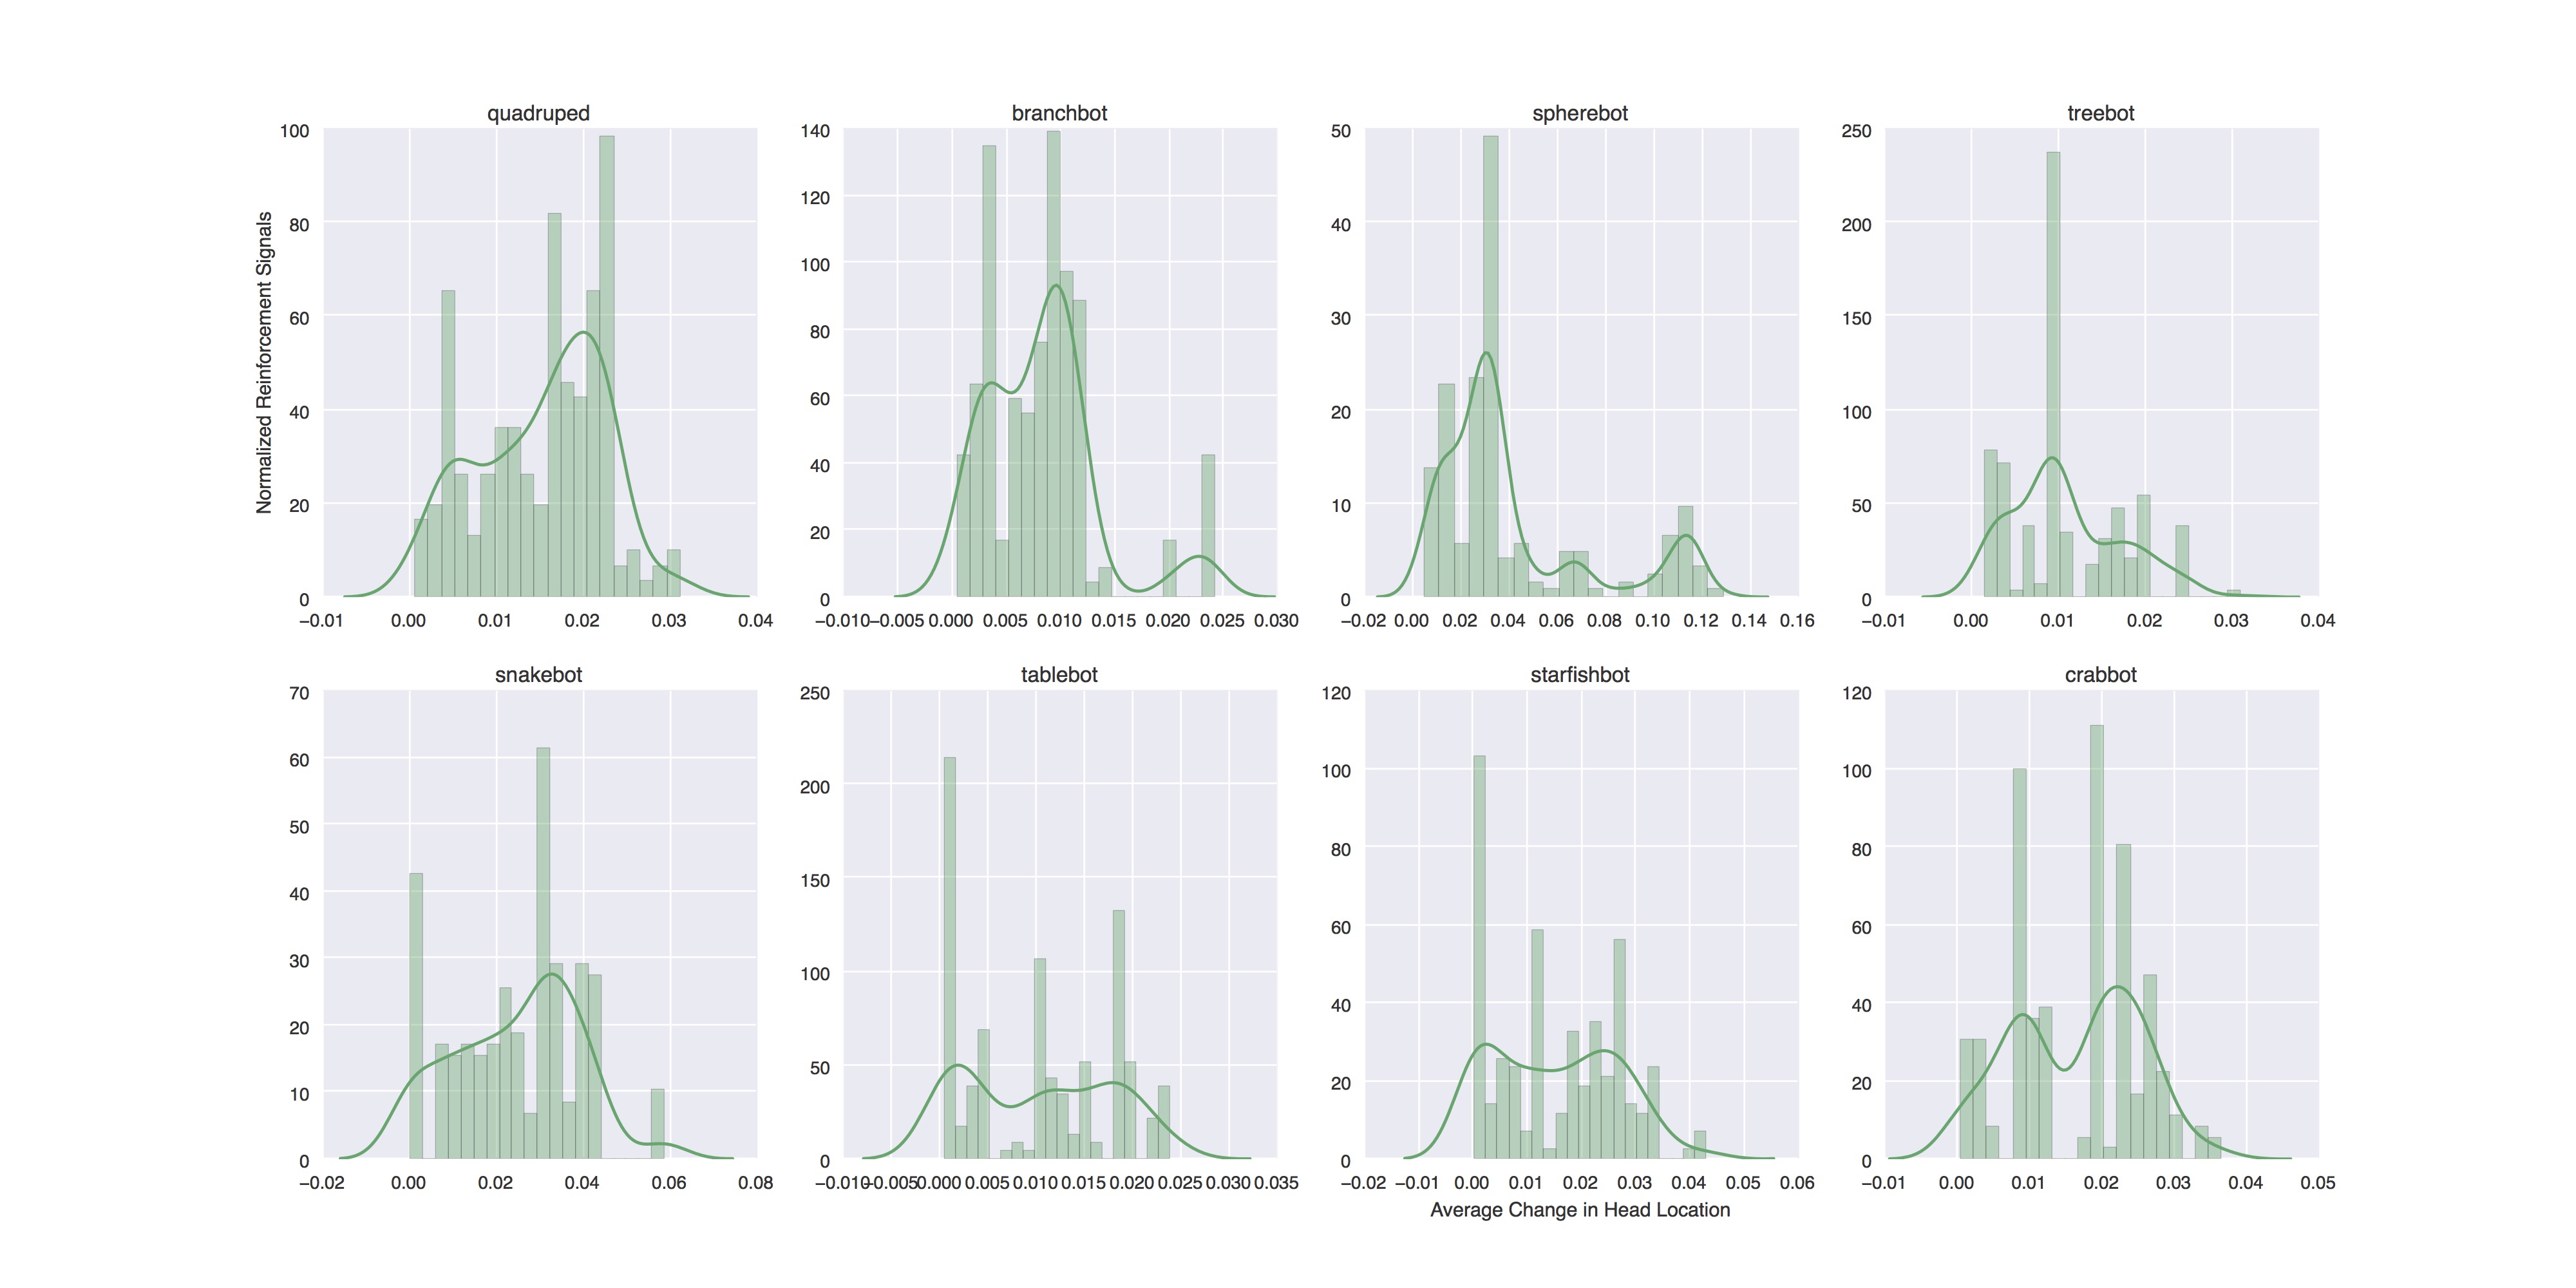 quadruped branchbot spherebot treebot
100 80 60 40 20 0
Normalized Reinforcement Signals
−0.01 0.00 0.01 0.02 0.03 0.04
140 120 100 80 60 40 20 0
−0.010 −0.005 0.000 0.005 0.010 0.015 0.020 0.025 0.030
50 40 30 20 10 0
−0.02 0.00 0.02 0.04 0.06 0.08 0.10 0.12 0.14 0.16
250 200 150 100 50 0
−0.01 0.00 0.01 0.02 0.03 0.04
snakebot tablebot starfishbot crabbot
70 60 50 40 30 20 10 0
−0.02 0.00 0.02 0.04 0.06 0.08
250 200 150 100 50 0
−0.010 −0.005 0.000 0.005 0.010 0.015 0.020 0.025 0.030 0.035
120 100 80 60 40 20 0
−0.02 −0.01 0.00 0.01 0.02 0.03 0.04 0.05 0.06
120 100 80 60 40 20 0
−0.01 0.00 0.01 0.02 0.03 0.04 0.05
Average Change in Head Location